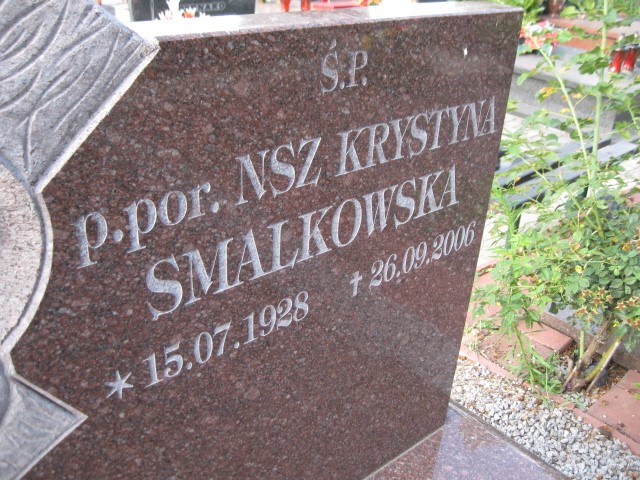 Ś.P.
p.por. NSZ KRYSTYNA
SMALKOWSKA
* 15.07.1928 † 26.09.2006